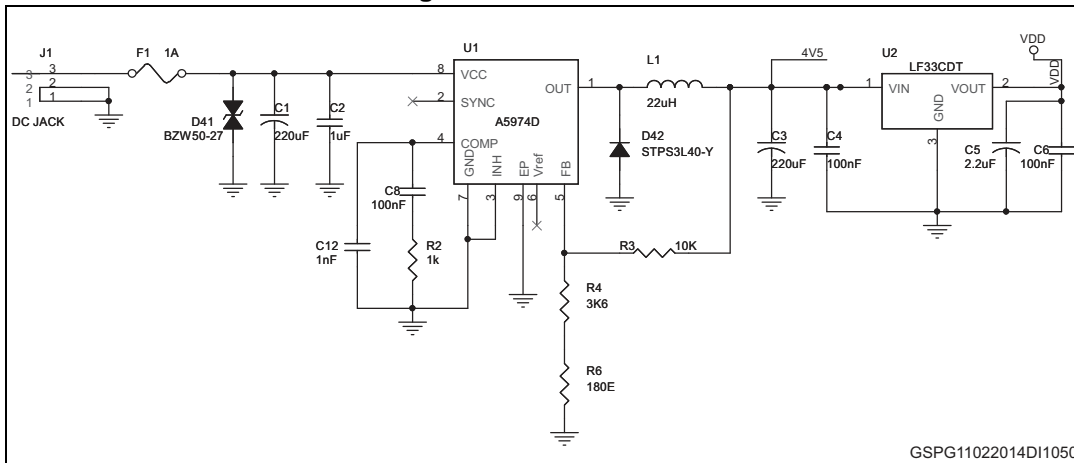 J1
3
3
2
2
1
1
DC JACK
F1 1A
D41
BZW50-27
C1
220uF
C2
1uF
U1
8
VCC
2
SYNC
4
COMP
A5974D
OUT
1
GND
INH
EP
Vref
FB
7
3
9
6
5
C8
100nF
C12
1nF
R2
1k
L1
22uH
D42
STPS3L40-Y
R3 10K
R4
3K6
R6
180E
4V5
C3
220uF
C4
100nF
U2
LF33CDT
1
VIN
VOUT
2
GND
3
VDD
VDD
C5
2.2uF
C6
100nF
GSPG11022014DI1050